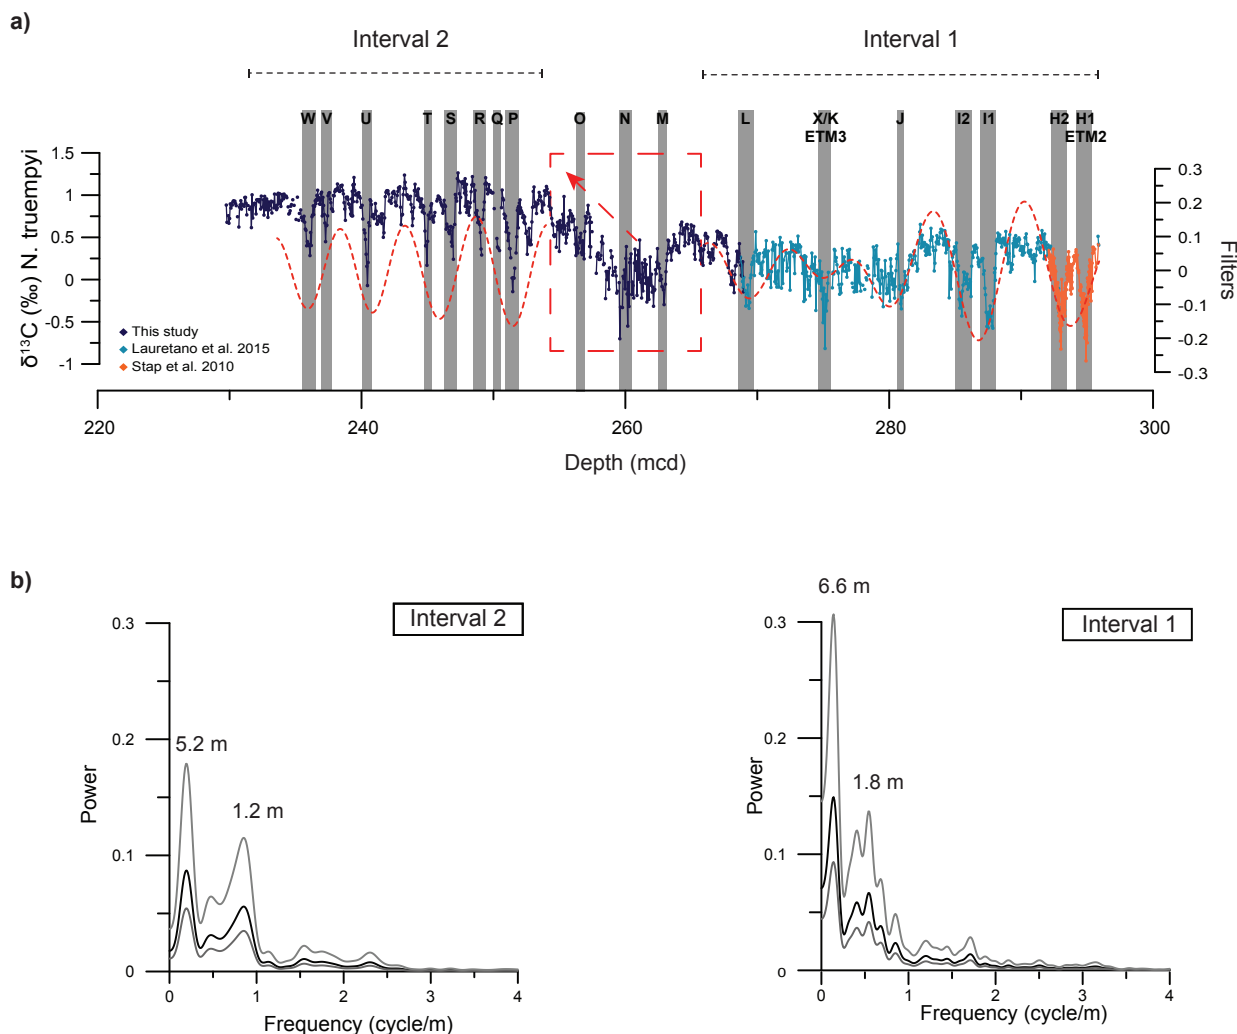 a)
Interval 2
Interval 1
W V U T S R Q P O N M L X/K J I2 I1 H2 H1
ETM3 ETM2
1.5
1
0.5
0
-0.5
-1
δ¹³C (‰) N. truempyi
0.3
0.2
0.1
0
-0.1
-0.2
-0.3
Filters
This study
Lauretano et al. 2015
Stap et al. 2010
220 240 260 280 300
Depth (mcd)
b)
Interval 2
0.3
0.2
0.1
0
Power
5.2 m
1.2 m
0 1 2 3 4
Frequency (cycle/m)
Interval 1
6.6 m
0.3
0.2
0.1
0
Power
1.8 m
0 1 2 3 4
Frequency (cycle/m)